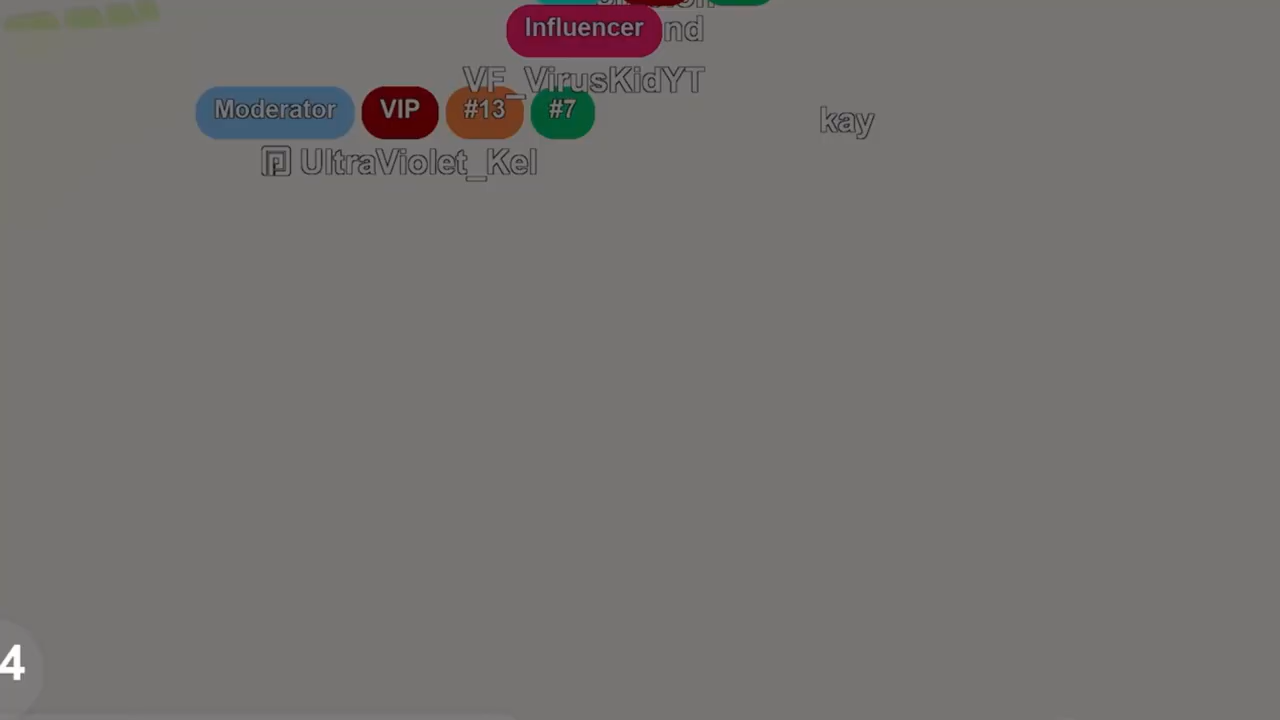 Influencer
VF_VirusKidYT
Moderator VIP #13 #7
kay
UltraViolet_Kel
4